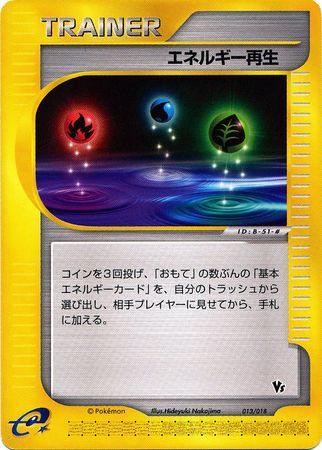 TRAINER
エネルギー再生
ID:B-51-#
コインを3回投げ、「おもて」の数ぶんの「基本
エネルギーカード」を、自分のトラッシュから
選び出し、相手プレイヤーに見せてから、手札
に加える。
VS
©Pokémon Illus.Hideyuki Nakajima 013/018
e